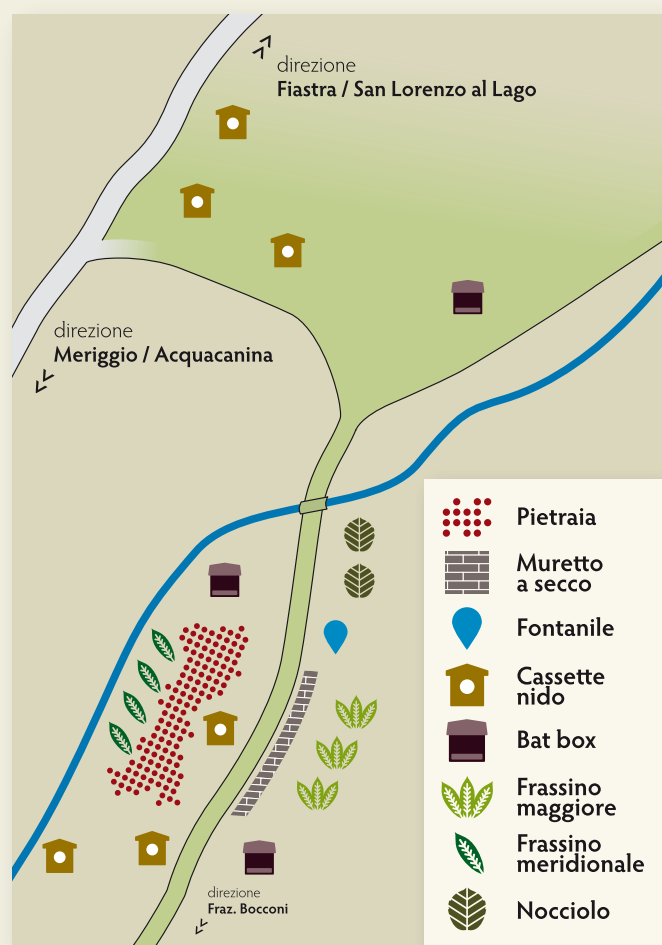 direzione
Fiastra / San Lorenzo al Lago
direzione
Meriggio / Acquacanina
Pietraia
Muretto
a secco
Fontanile
Cassette
nido
Bat box
Frassino
maggiore
Frassino
meridionale
Nocciolo
direzione
Fraz. Bocconi